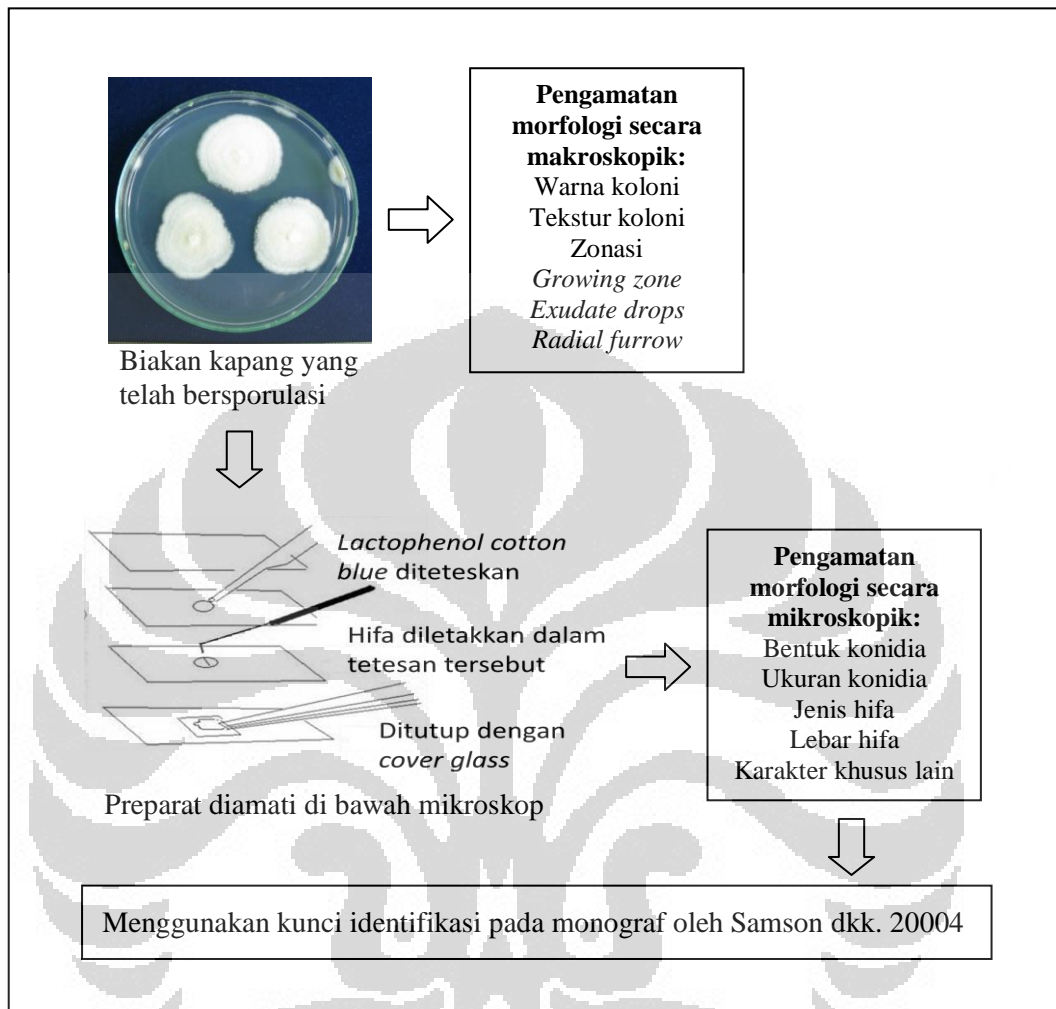 Pengamatan
morfologi secara
makroskopik:
Warna koloni
Tekstur koloni
Zonasi
Growing zone
Exudate drops
Radial furrow
Biakan kapang yang
telah bersporulasi
Lactophenol cotton
blue diteteskan
Hifa diletakkan dalam
tetesan tersebut
Ditutup dengan
cover glass
Preparat diamati di bawah mikroskop
Pengamatan
morfologi secara
mikroskopik:
Bentuk konidia
Ukuran konidia
Jenis hifa
Lebar hifa
Karakter khusus lain
Menggunakan kunci identifikasi pada monograf oleh Samson dkk. 20004